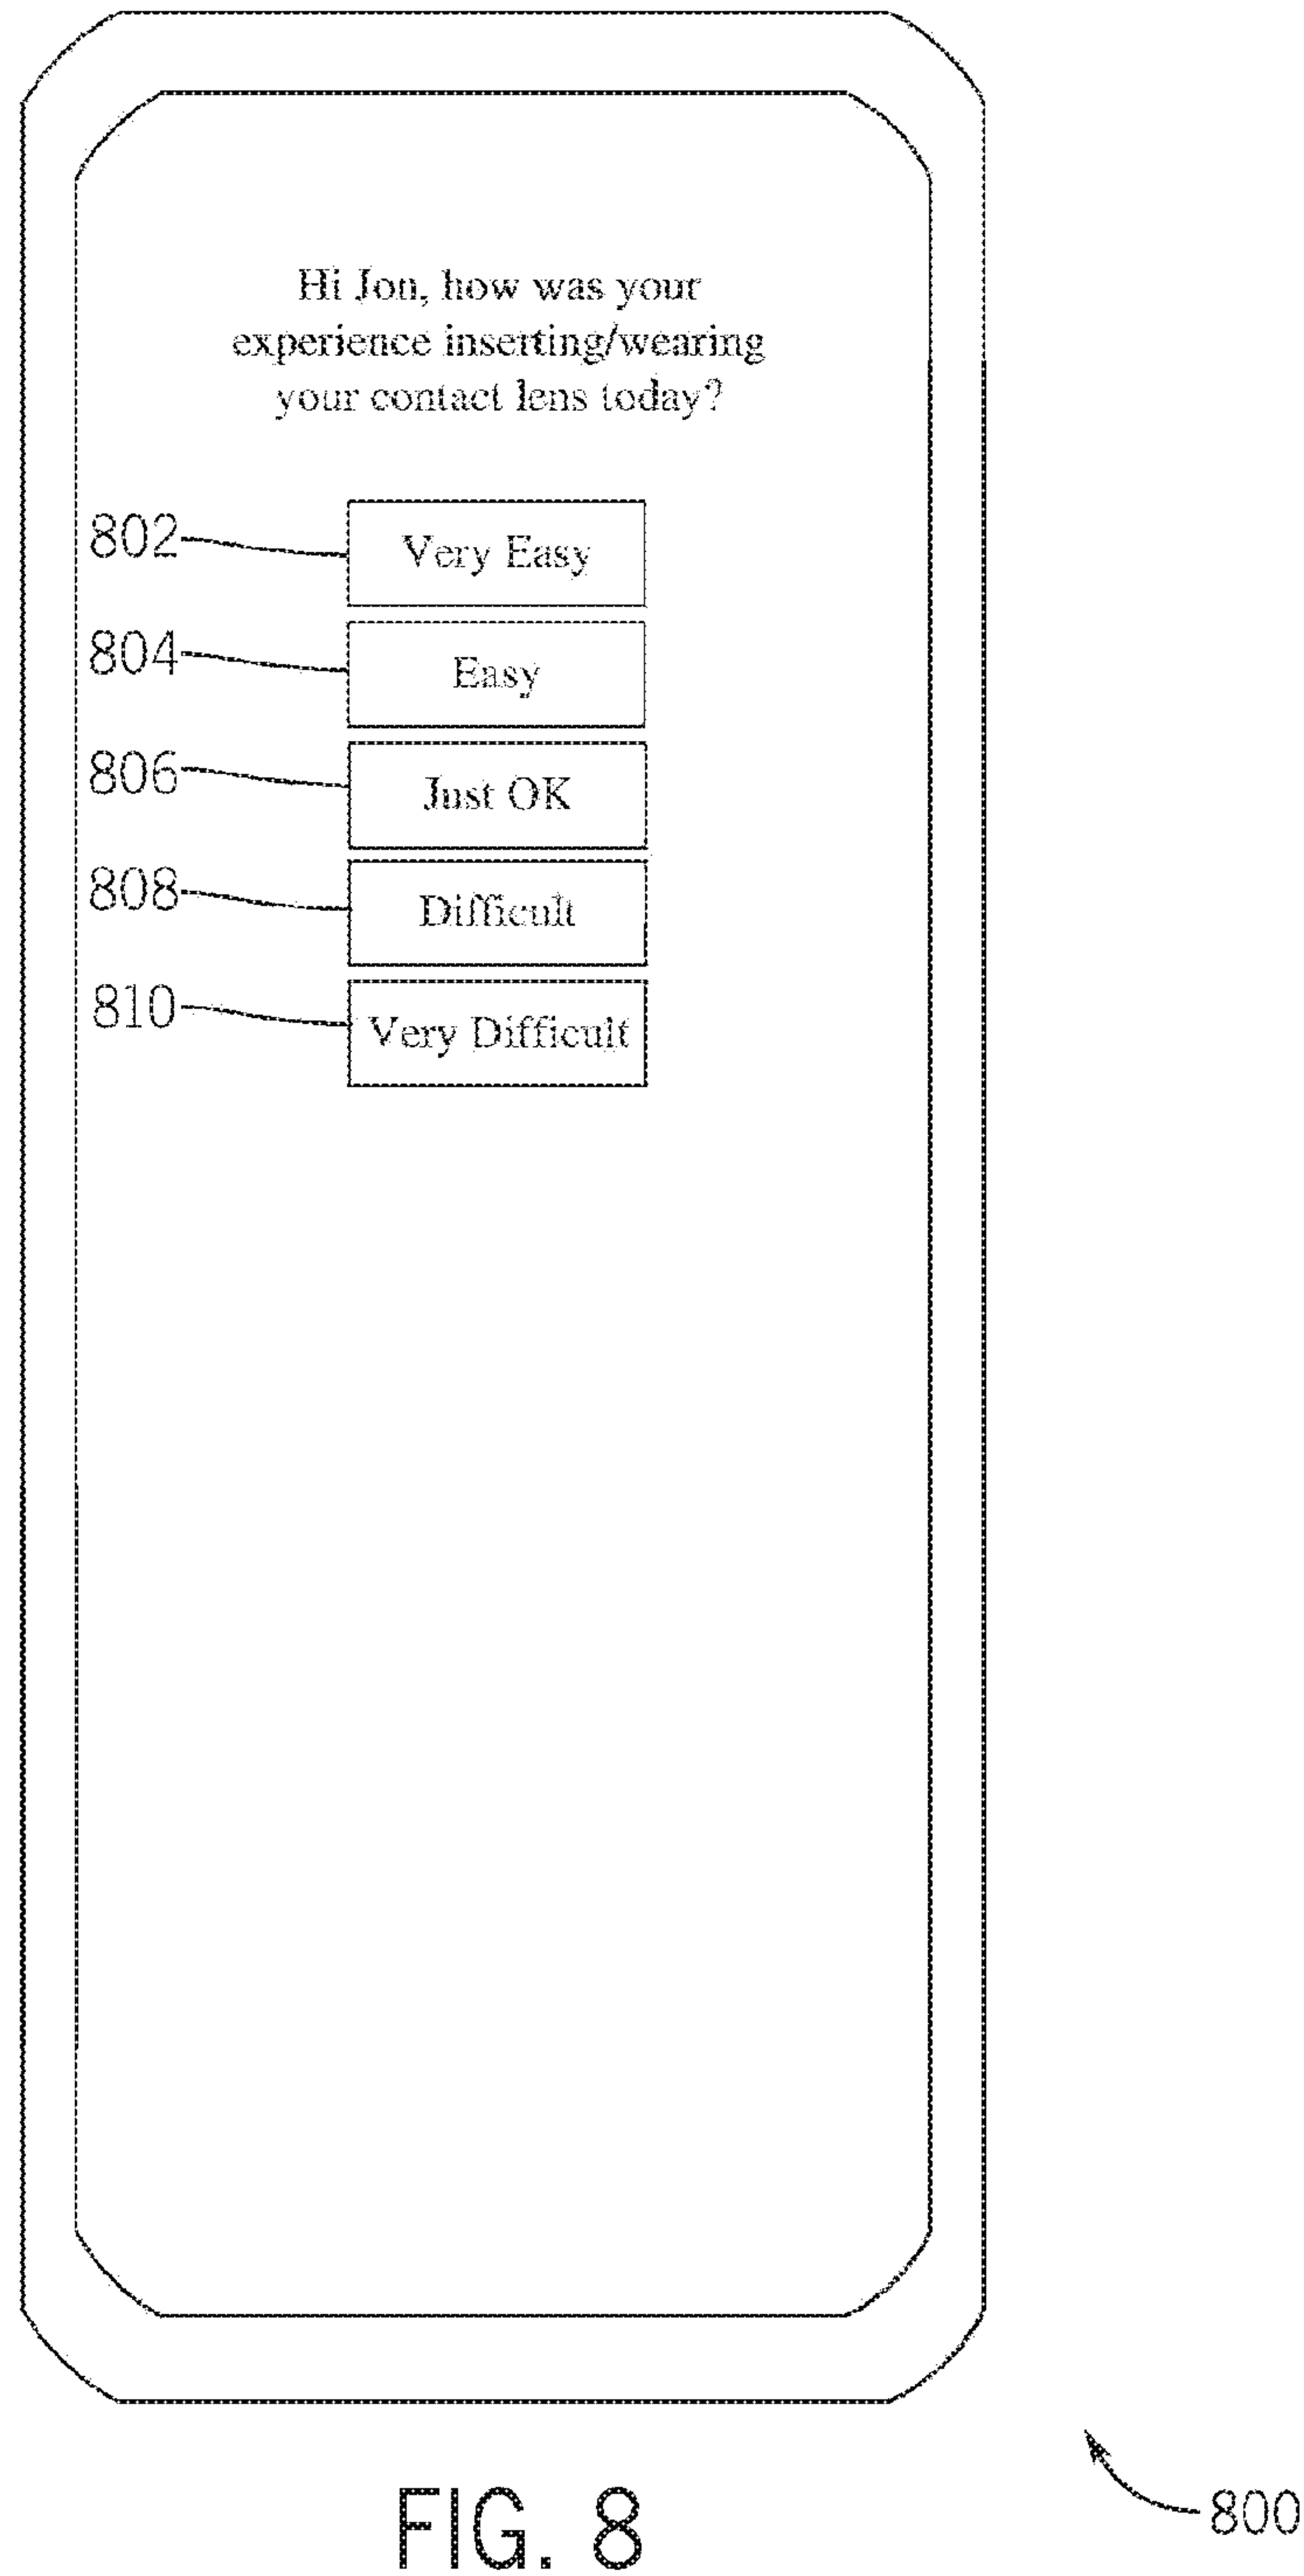 Hi Jon, how was your
experience inserting/wearing
your contact lens today?
802
Very Easy
804
Easy
806
Just OK
808
Difficult
810
Very Difficult
FIG. 8
800